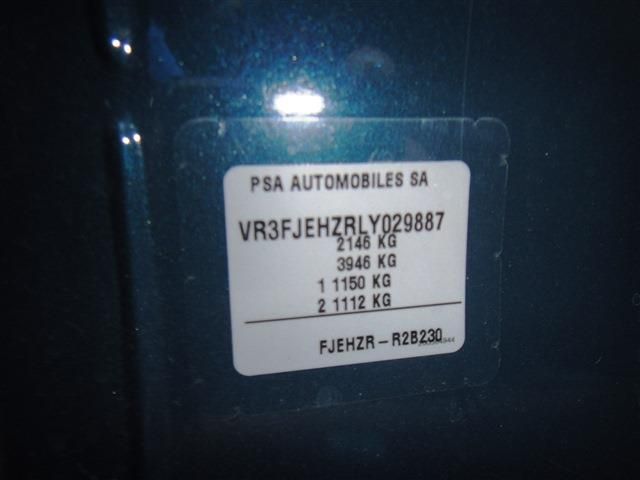 PSA AUTOMOBILES SA
VR3FJEHZRLY029887
2146 KG
3946 KG
1 1150 KG
2 1112 KG
FJEHZR - R2B230